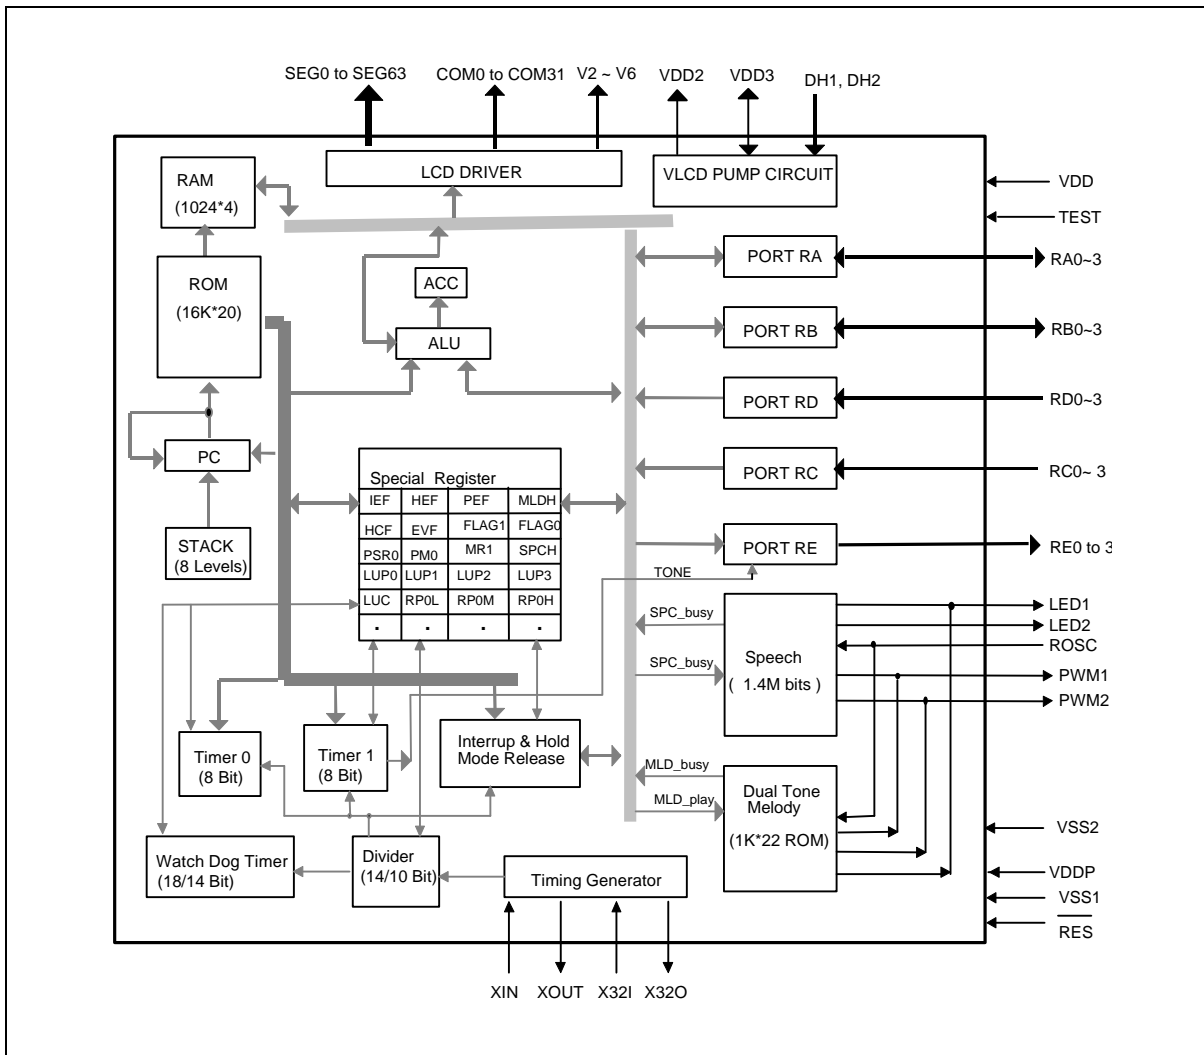 SEG0 to SEG63
COM0 to COM31
V2 ~ V6
VDD2
VDD3
DH1, DH2
RAM
(1024*4)
LCD DRIVER
VLCD PUMP CIRCUIT
VDD
TEST
ROM
(16K*20)
ACC
ALU
PORT RA
RA0~3
PORT RB
RB0~3
PORT RD
RD0~3
PC
PORT RC
RC0~ 3
STACK
(8 Levels)
Special Register
IEF HEF PEF MLDH
HCF EVF FLAG1 FLAG0
PSR0 PM0 MR1 SPCH
LUP0 LUP1 LUP2 LUP3
LUC RP0L RP0M RP0H
. . . .
PORT RE
RE0 to 3
TONE
SPC_busy
SPC_busy
Speech
( 1.4M bits )
LED1
LED2
ROSC
PWM1
PWM2
Timer 0
(8 Bit)
Timer 1
(8 Bit)
Interrup & Hold
Mode Release
MLD_busy
MLD_play
Dual Tone
Melody
(1K*22 ROM)
VSS2
VDDP
VSS1
RES
Watch Dog Timer
(18/14 Bit)
Divider
(14/10 Bit)
Timing Generator
XIN
XOUT
X32I
X32O